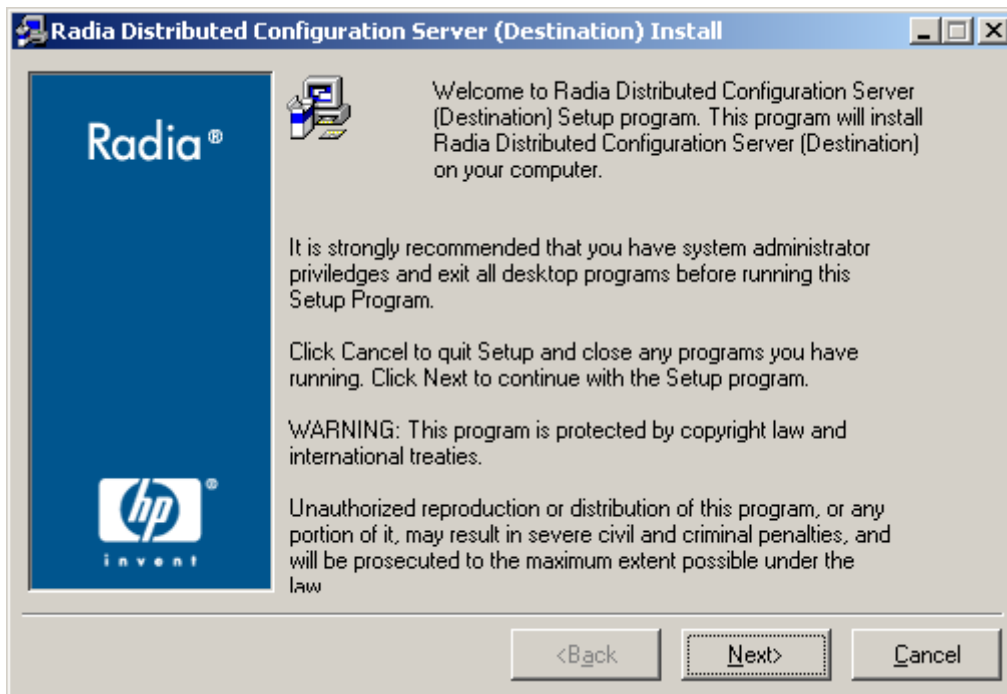 Radia Distributed Configuration Server (Destination) Install
Radia®
Welcome to Radia Distributed Configuration Server
(Destination) Setup program. This program will install
Radia Distributed Configuration Server (Destination)
on your computer.
It is strongly recommended that you have system administrator
priviledges and exit all desktop programs before running this
Setup Program.
Click Cancel to quit Setup and close any programs you have
running. Click Next to continue with the Setup program.
WARNING: This program is protected by copyright law and
international treaties.
Unauthorized reproduction or distribution of this program, or any
portion of it, may result in severe civil and criminal penalties, and
will be prosecuted to the maximum extent possible under the
law
hp®
invent
<Back
Next>
Cancel